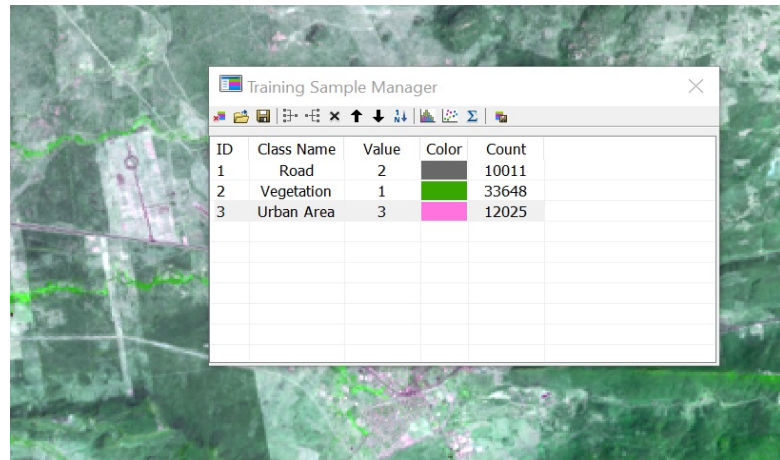 Training Sample Manager
ID Class Name Value Color Count
1 Road 2 10011
2 Vegetation 1 33648
3 Urban Area 3 12025